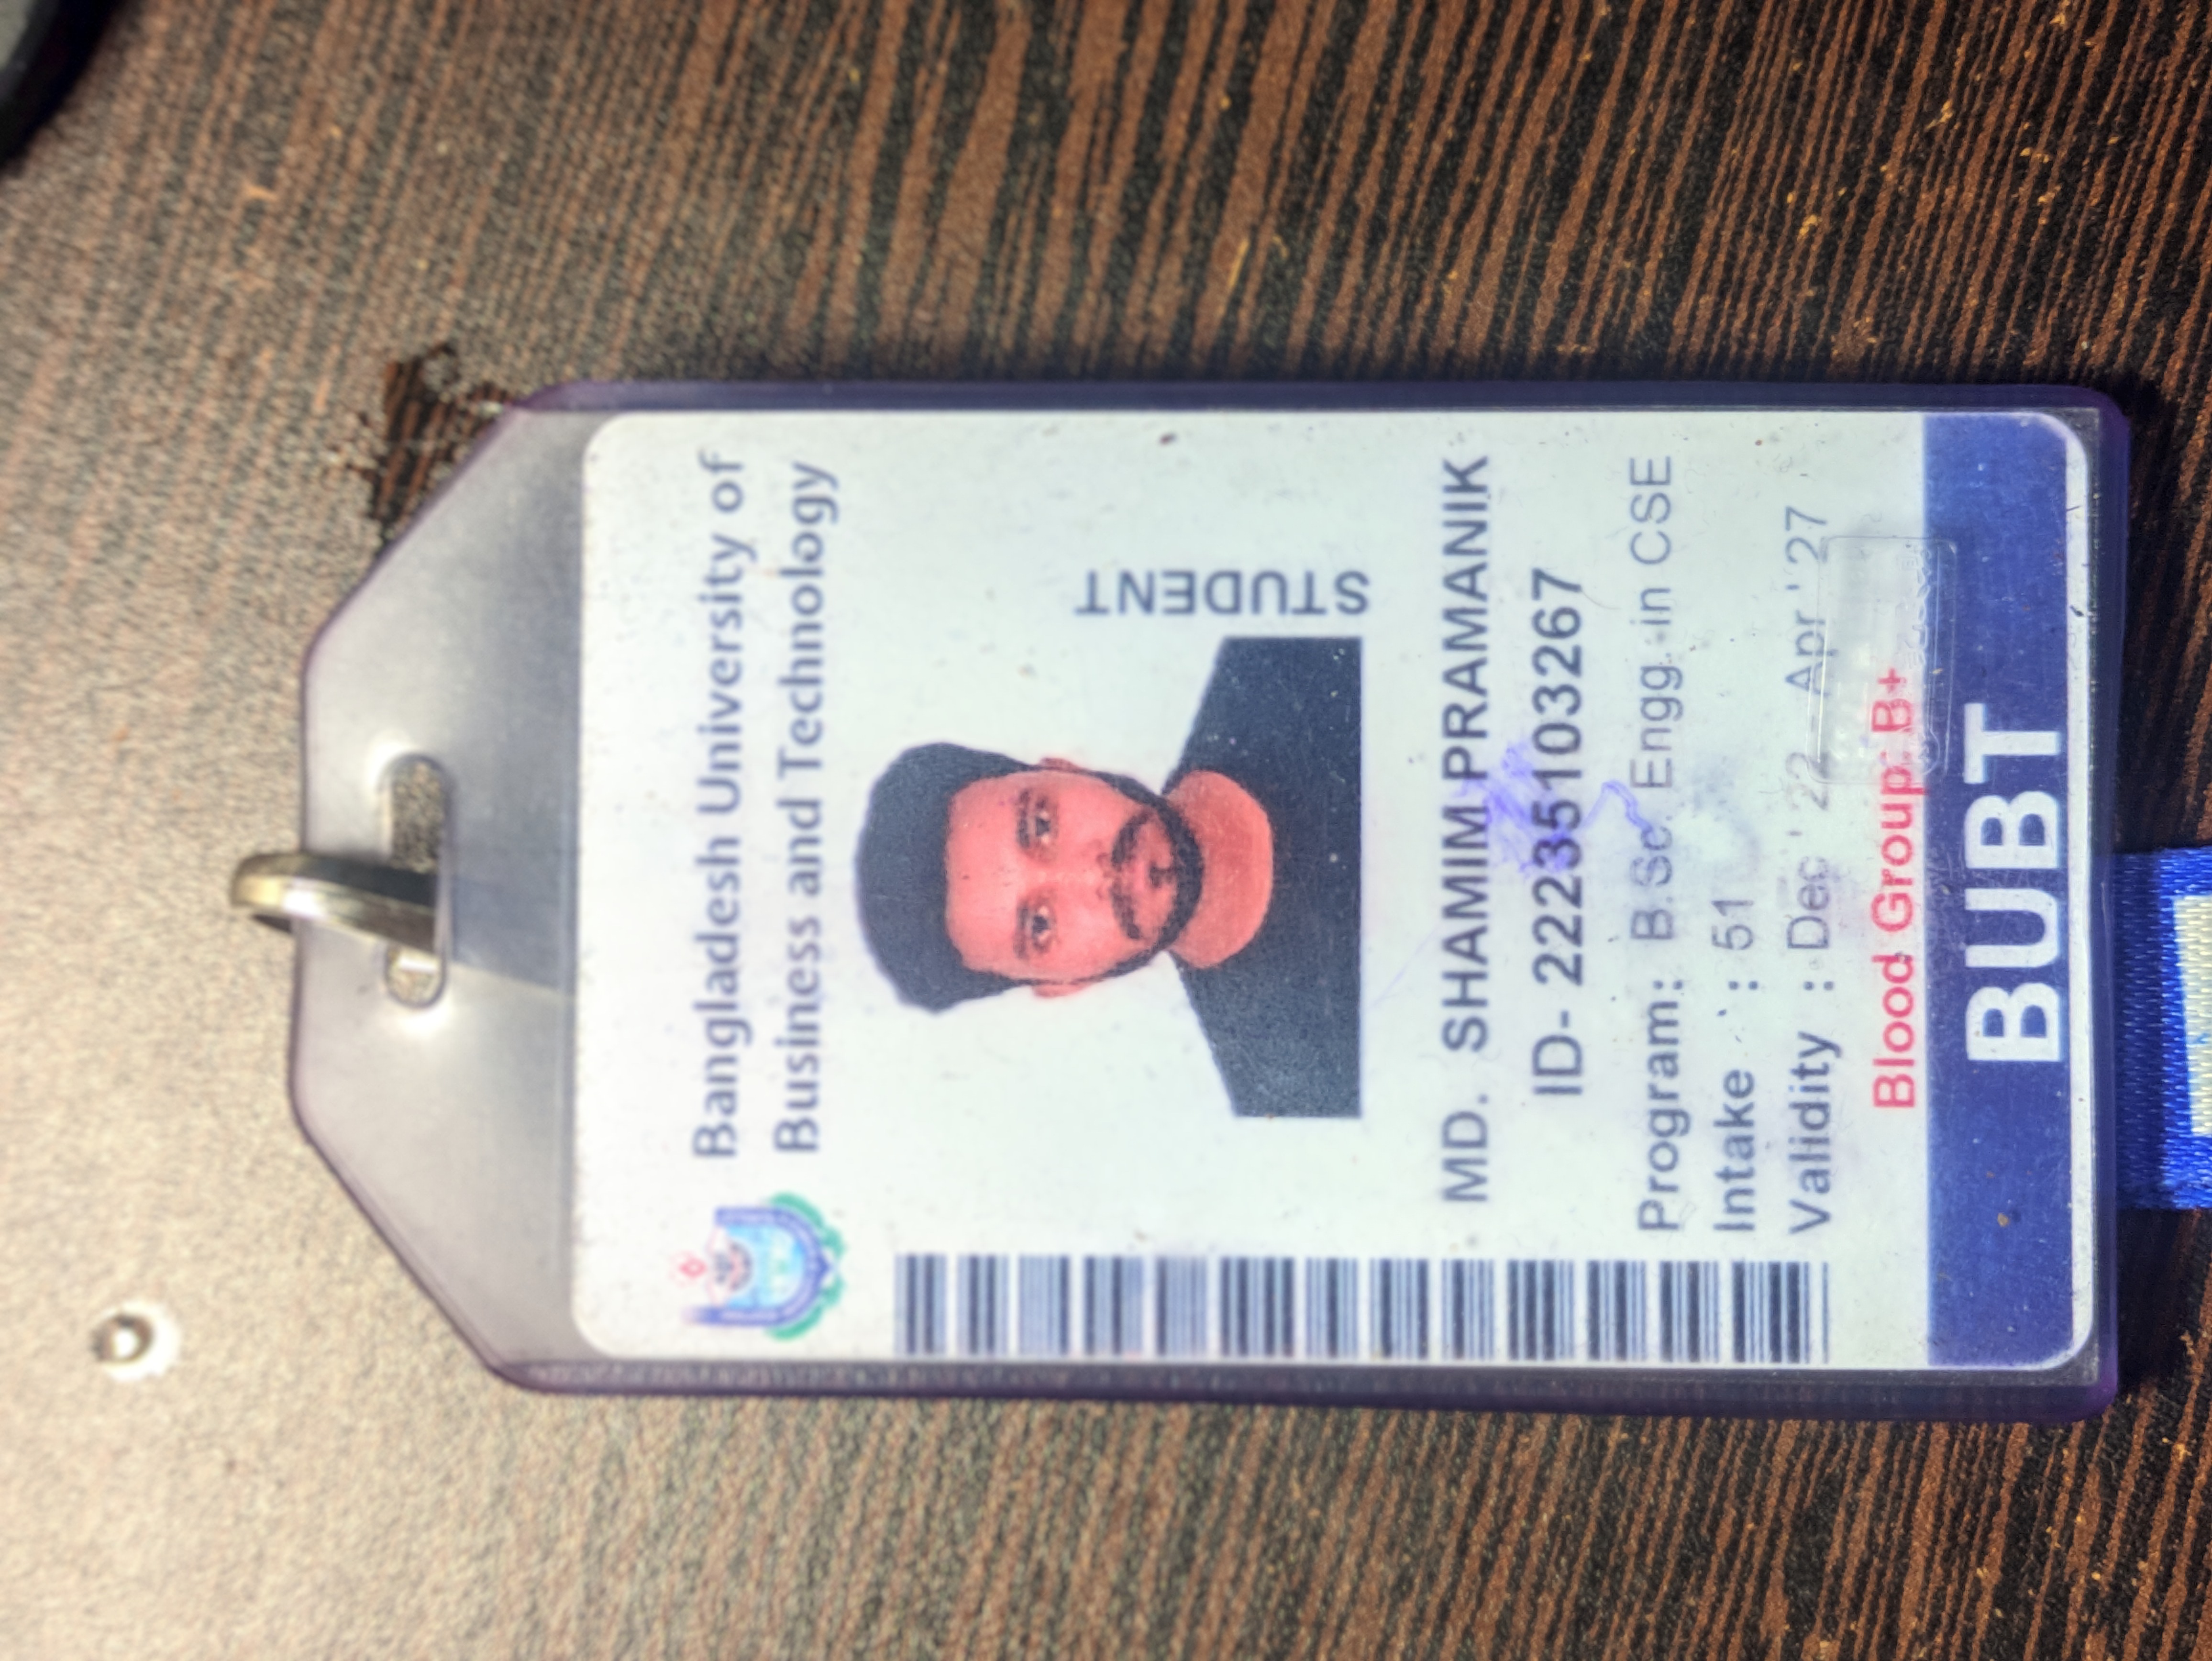 Bangladesh University of
Business and Technology
STUDENT
MD. SHAMIM PRAMANIK
ID- 22235103267
Program: B.Sc. Engg. in CSE
Intake : 51
Validity : Dec ' 22 - Apr ' 27
Blood Group: B+
BUBT